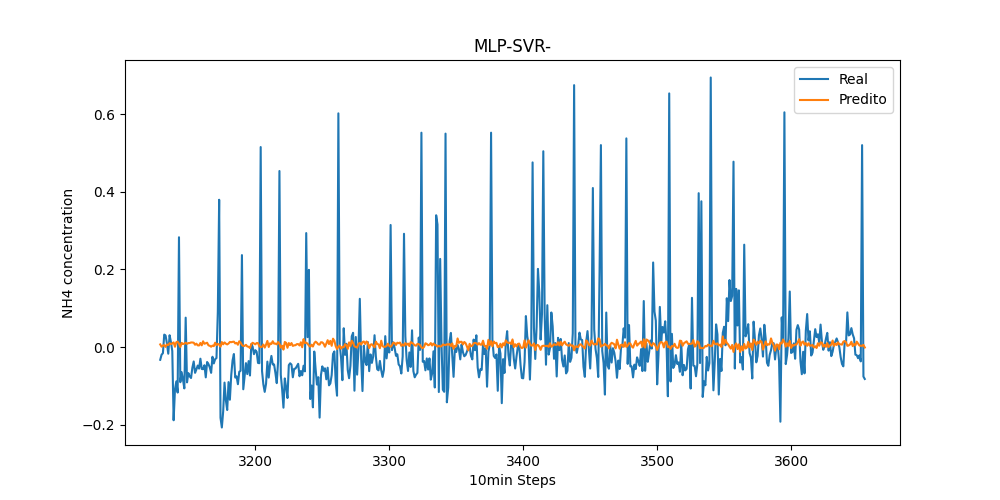 MLP-SVR-
Real
Predito
NH4 concentration
0.6
0.4
0.2
0.0
−0.2
3200 3300 3400 3500 3600
10min Steps